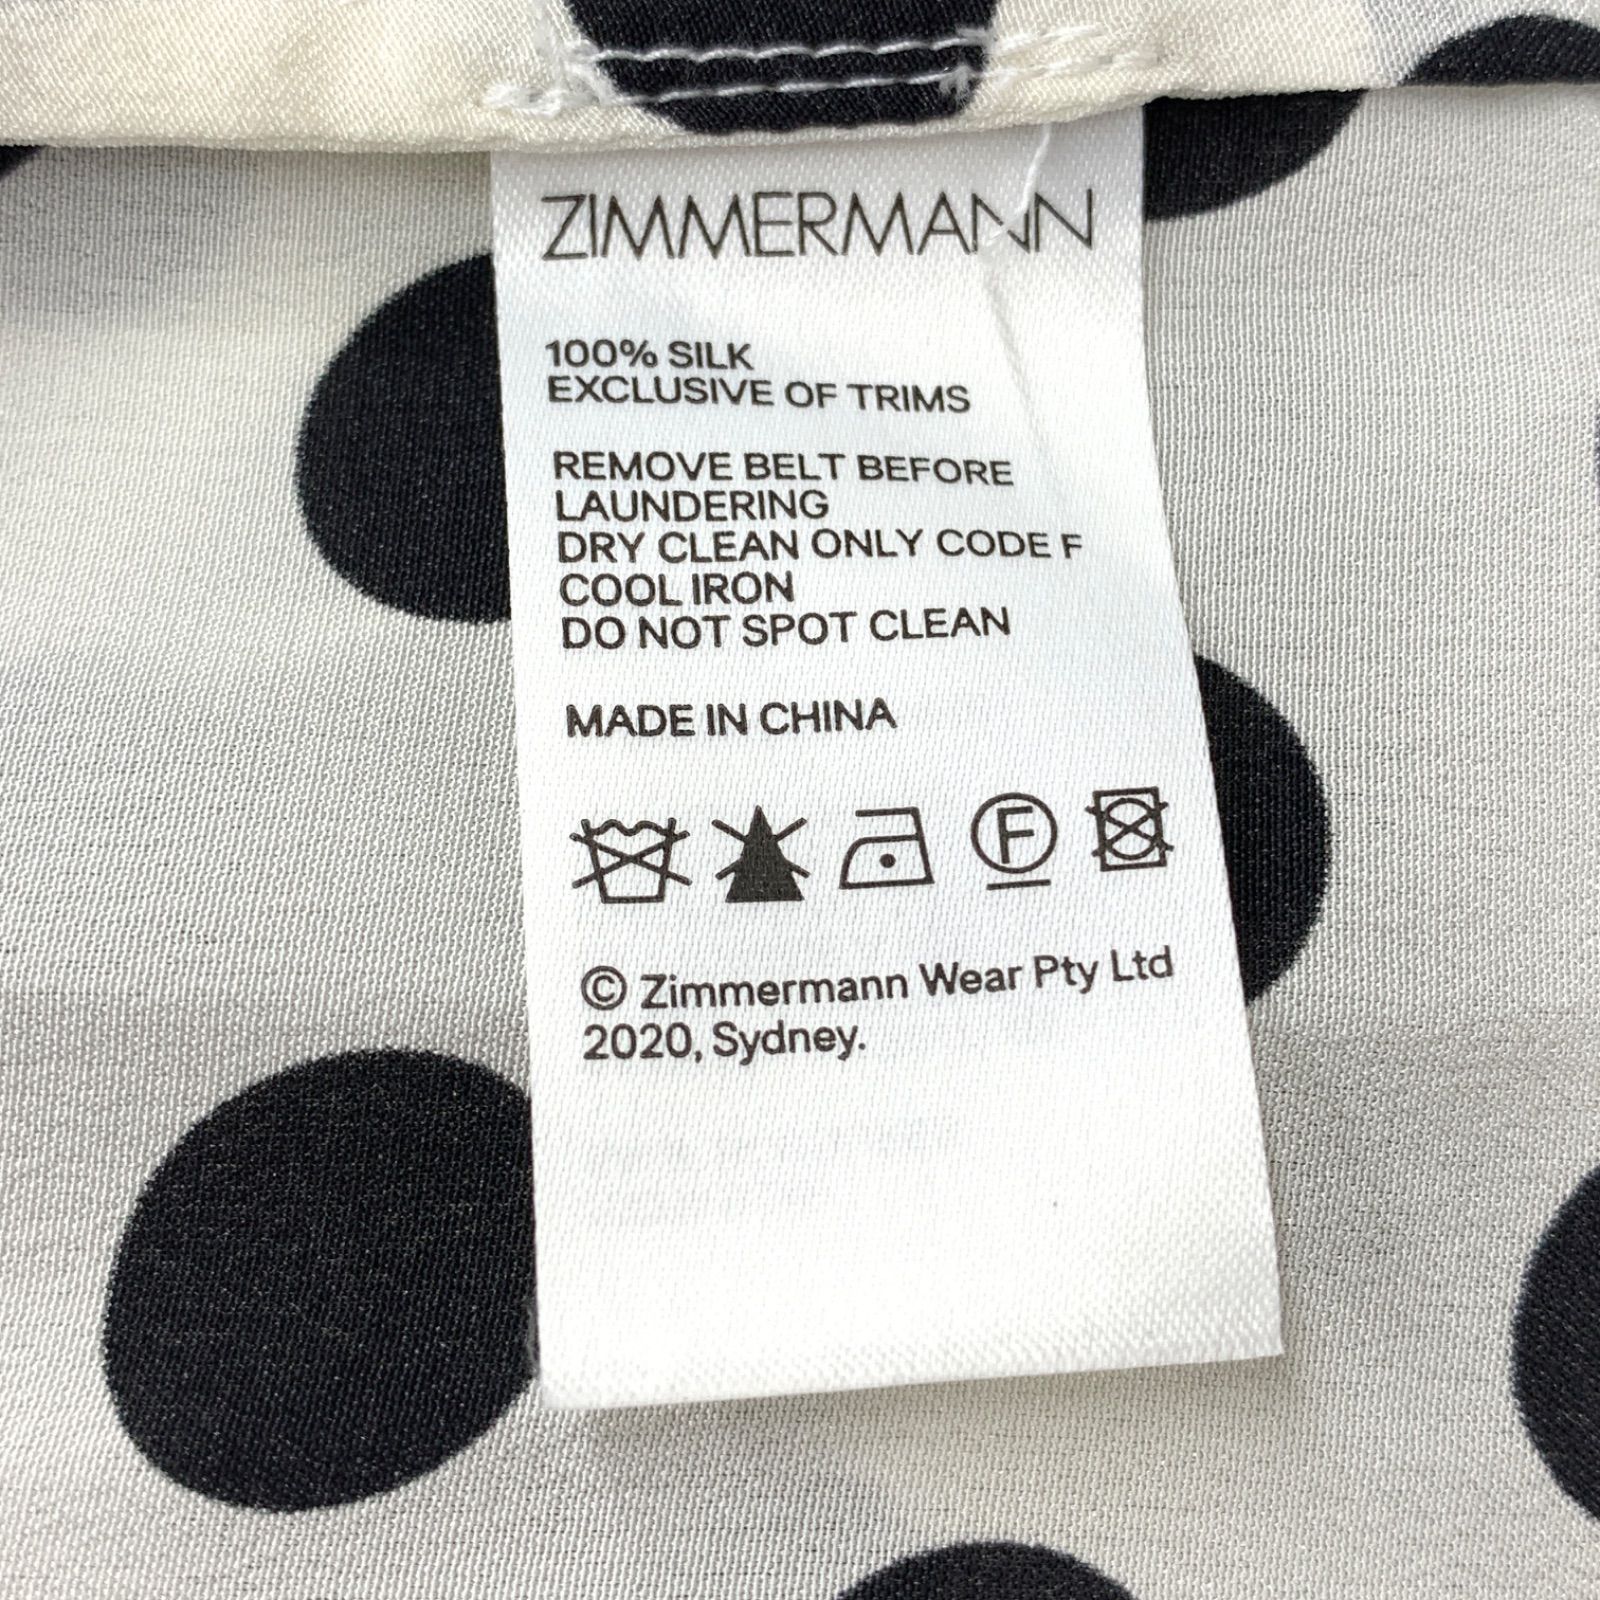 ZIMMERMANN
100% SILK
EXCLUSIVE OF TRIMS
REMOVE BELT BEFORE
LAUNDERING
DRY CLEAN ONLY CODE F
COOL IRON
DO NOT SPOT CLEAN
MADE IN CHINA
F
© Zimmermann Wear Pty Ltd
2020, Sydney.